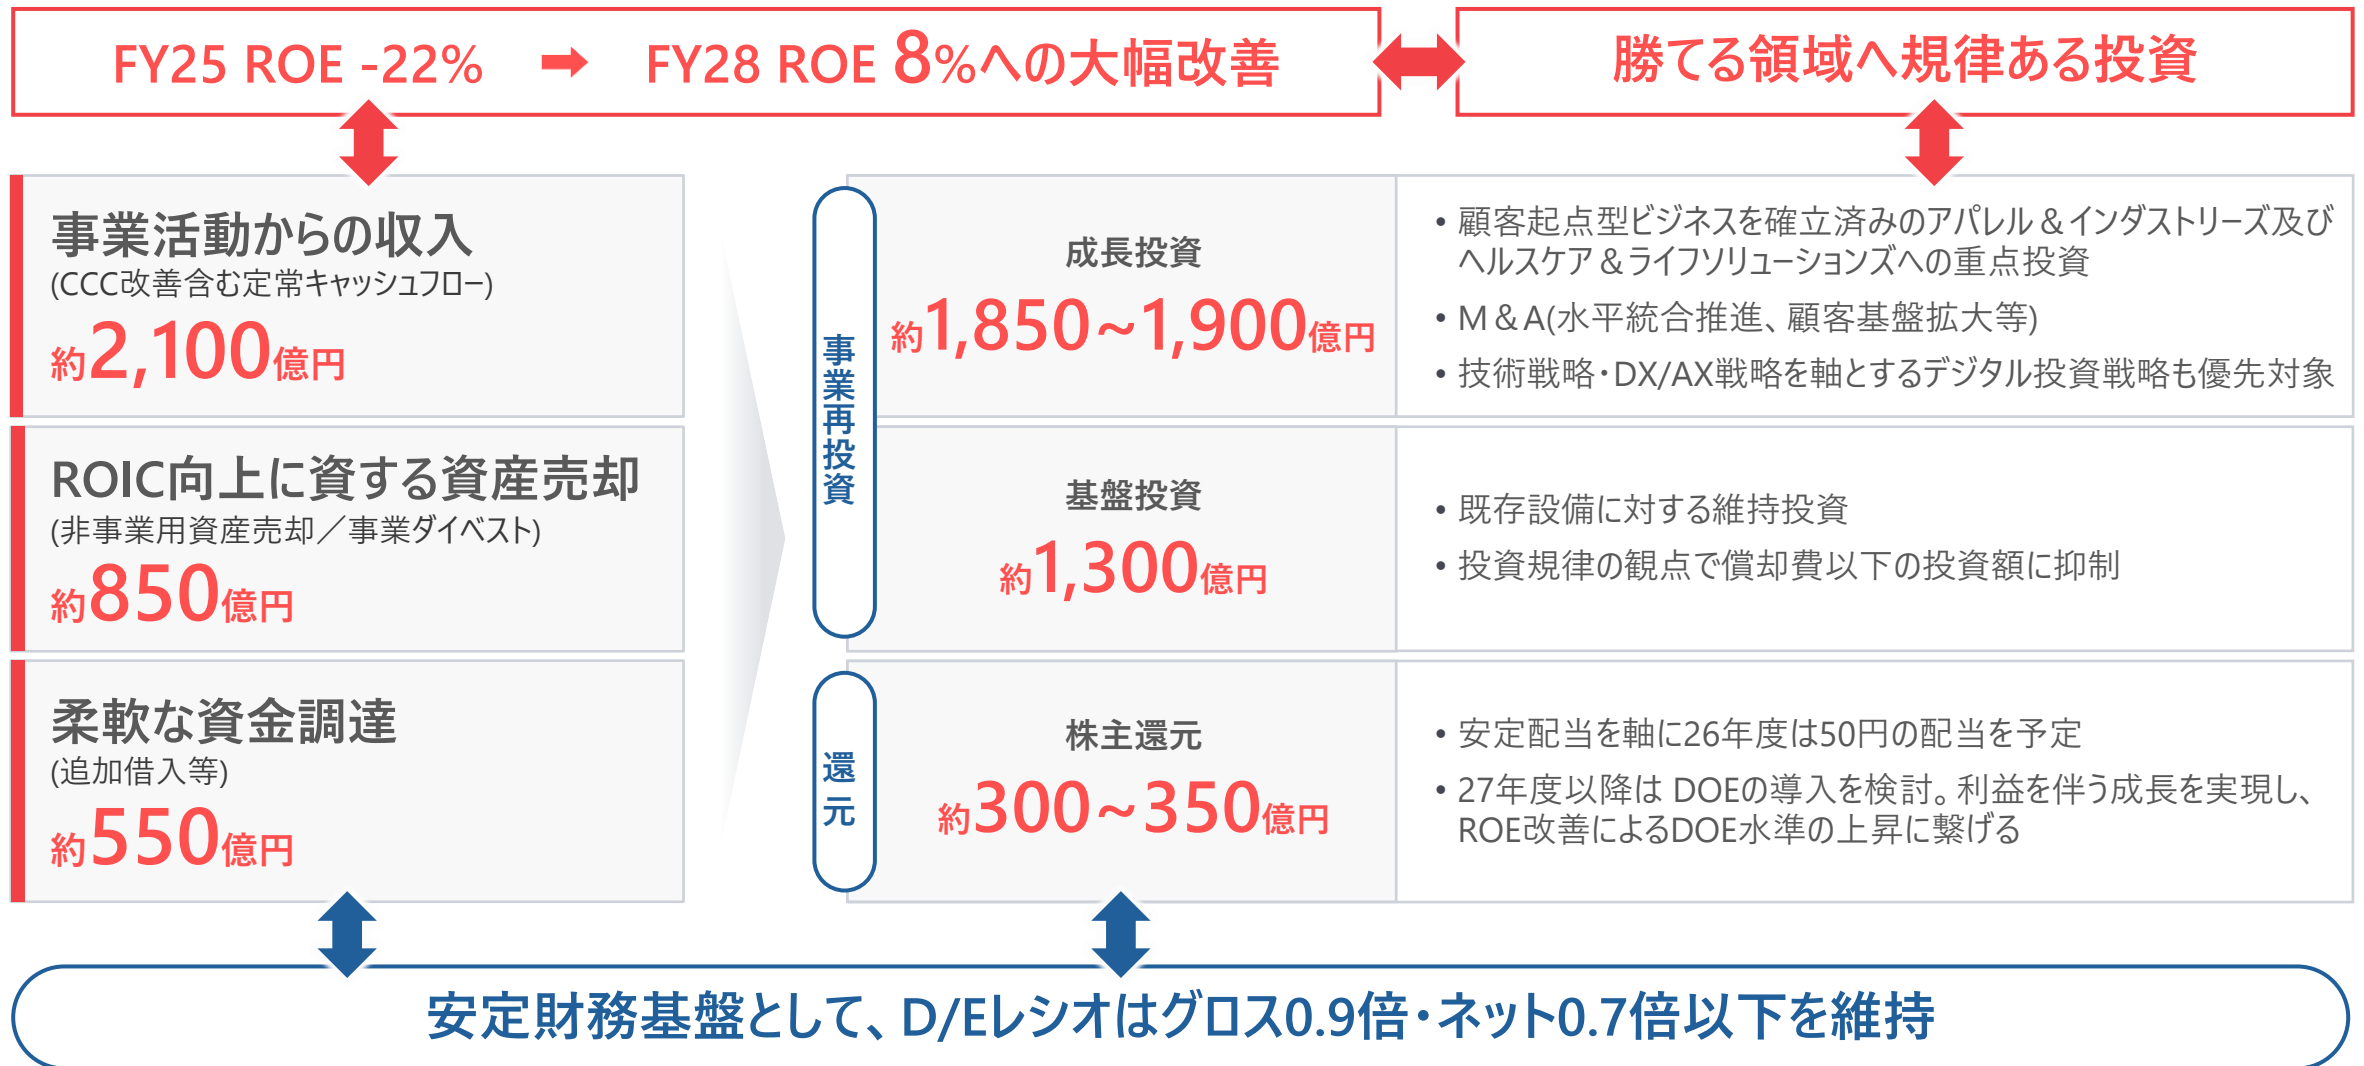 FY25 ROE -22% ➡ FY28 ROE 8%への大幅改善
勝てる領域へ規律ある投資
事業活動からの収入
(CCC改善含む定常キャッシュフロー)
約2,100億円
ROIC向上に資する資産売却
(非事業用資産売却／事業ダイベスト)
約850億円
柔軟な資金調達
(追加借入等)
約550億円
事業再投資
成長投資
約1,850~1,900億円
• 顧客起点型ビジネスを確立済みのアパレル＆インダストリーズ及び
ヘルスケア＆ライフソリューションズへの重点投資
• M＆A(水平統合推進、顧客基盤拡大等)
• 技術戦略・DX/AX戦略を軸とするデジタル投資戦略も優先対象
基盤投資
約1,300億円
• 既存設備に対する維持投資
• 投資規律の観点で償却費以下の投資額に抑制
還元
株主還元
約300~350億円
• 安定配当を軸に26年度は50円の配当を予定
• 27年度以降は DOEの導入を検討。利益を伴う成長を実現し、
ROE改善によるDOE水準の上昇に繋げる
安定財務基盤として、D/Eレシオはグロス0.9倍・ネット0.7倍以下を維持